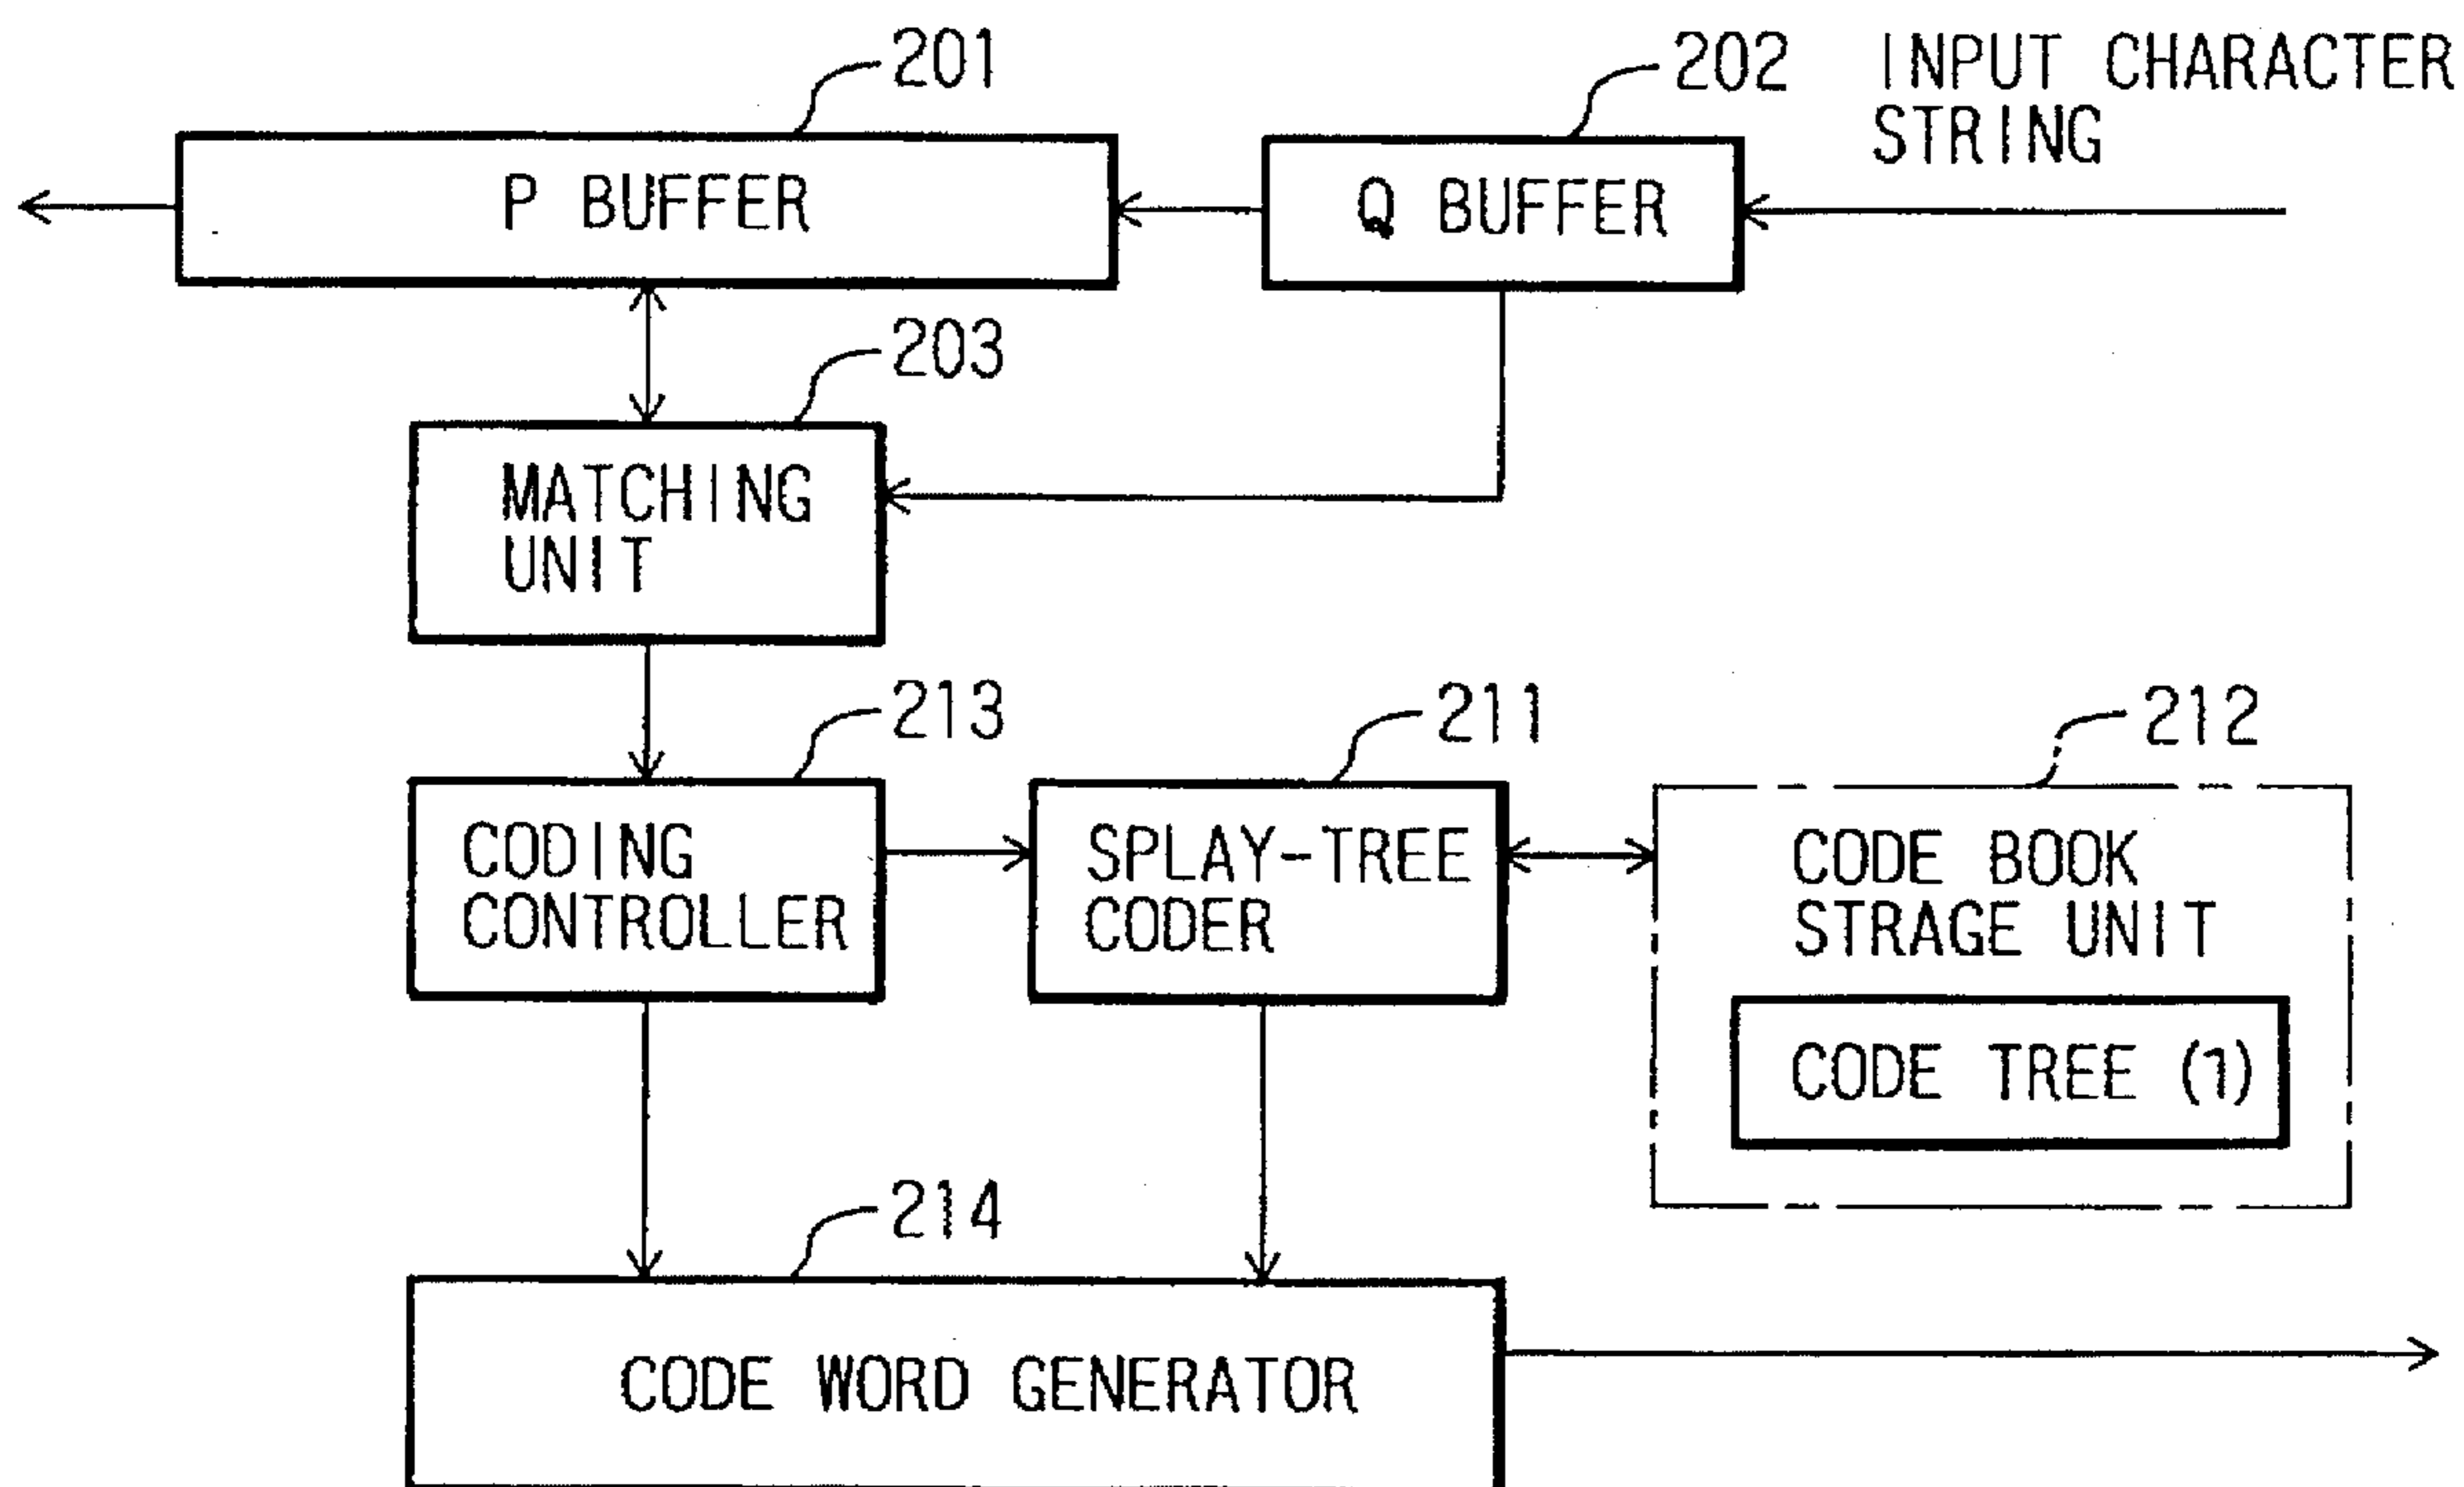 201
202 INPUT CHARACTER
STRING
P BUFFER
Q BUFFER
203
MATCHING
UNIT
213
211
212
CODING
CONTROLLER
SPLAY-TREE
CODER
CODE BOOK
STRAGE UNIT
CODE TREE (1)
214
CODE WORD GENERATOR